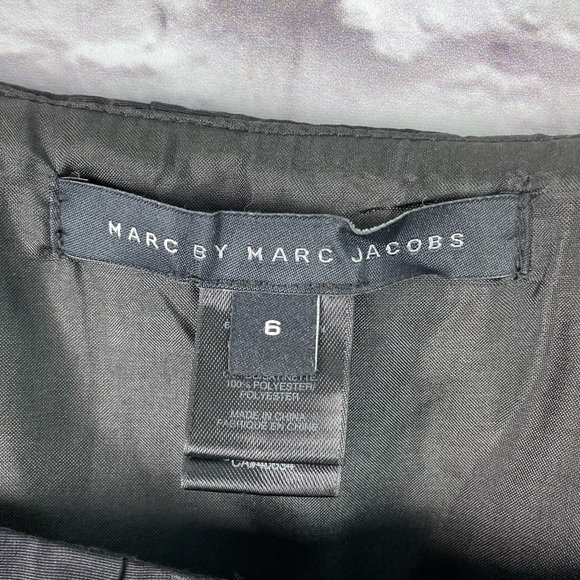 MARC BY MARC JACOBS
6
100% POLYESTER/
POLYESTER
MADE IN CHINA
FABRIQUE EN CHINE